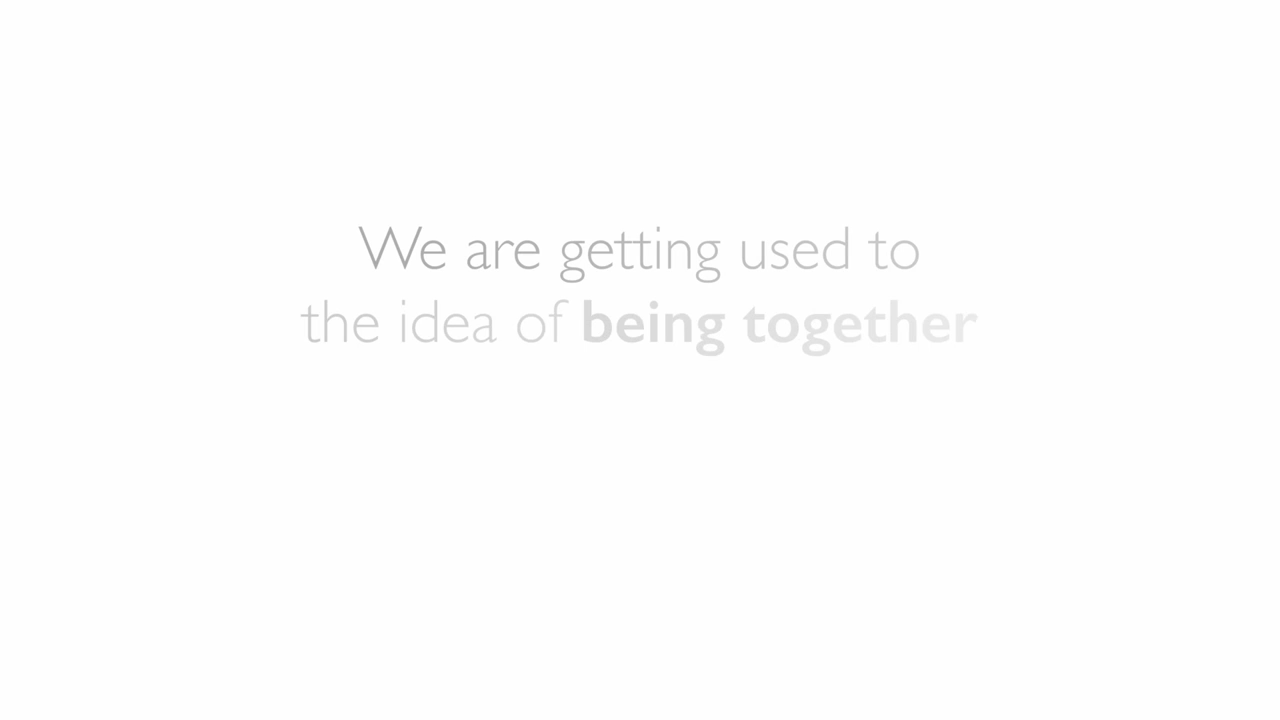 We are getting used to
the idea of being together